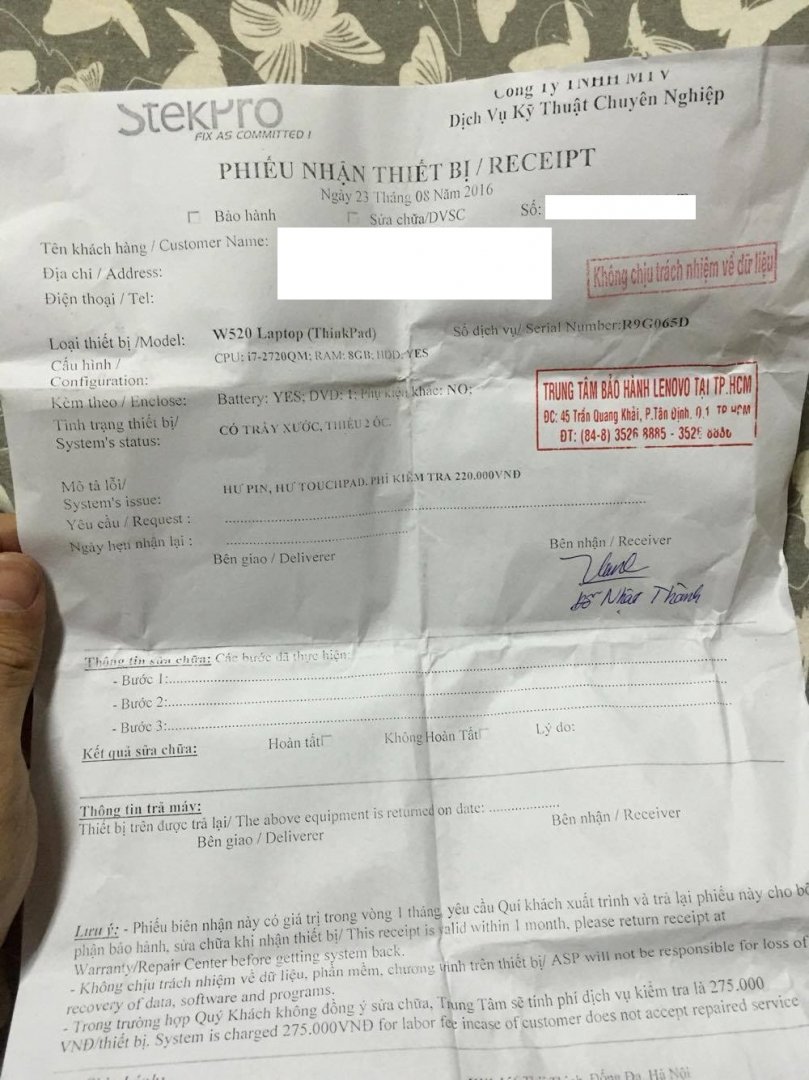 StekPro
FIX AS COMMITTED !
Công Ty TNHH MTV
Dịch Vụ Kỹ Thuật Chuyên Nghiệp
PHIẾU NHẬN THIẾT BỊ / RECEIPT
Ngày 23 Tháng 08 Năm 2016
Bảo hành
Sửa chữa/DVSC
Số:
Tên khách hàng / Customer Name:
Địa chỉ / Address:
Điện thoại / Tel:
Không chịu trách nhiệm về dữ liệu
Loại thiết bị /Model: W520 Laptop (ThinkPad) Số dịch vụ/ Serial Number:R9G065D
Cấu hình / CPU: i7-2720QM; RAM: 8GB; HDD: YES
Configuration:
Kèm theo / Enclose: Battery: YES; DVD: 1; Phụ kiện khác: NO;
Tình trạng thiết bị/ CÓ TRẦY XƯỚC, THIẾU 2 ỐC.
System's status:
TRUNG TÂM BẢO HÀNH LENOVO TẠI TP.HCM
ĐC: 45 Trần Quang Khải, P.Tân Định, Q.1 TP HCM
ĐT: (84-8) 3526 8885 - 3526 8886
Mô tả lỗi/ HƯ PIN, HƯ TOUCHPAD. PHÍ KIỂM TRA 220.000VNĐ
System's issue:
Yêu cầu / Request :
Ngày hẹn nhận lại :
Bên giao / Deliverer
Bên nhận / Receiver
Đỗ Nhật Thành
Thông tin sửa chữa: Các bước đã thực hiện:
- Bước 1:
- Bước 2:
- Bước 3:
Kết quả sửa chữa: Hoàn tất Không Hoàn Tất Lý do:
Thông tin trả máy:
Thiết bị trên được trả lại/ The above equipment is returned on date: ...................
Bên giao / Deliverer
Bên nhận / Receiver
Lưu ý: - Phiếu biên nhận này có giá trị trong vòng 1 tháng, yêu cầu Quí khách xuất trình và trả lại phiếu này cho bộ
phận bảo hành, sửa chữa khi nhận thiết bị/ This receipt is valid within 1 month, please return receipt at
Warranty/Repair Center before getting system back.
- Không chịu trách nhiệm về dữ liệu, phần mềm, chương trình trên thiết bị/ ASP will not be responsible for loss of
recovery of data, software and programs.
- Trong trường hợp Quý Khách không đồng ý sửa chữa, Trung Tâm sẽ tính phí dịch vụ kiểm tra là 275.000
VNĐ/thiết bị. System is charged 275.000VNĐ for labor fee incase of customer does not accept repaired service
Đống Đa, Hà Nội